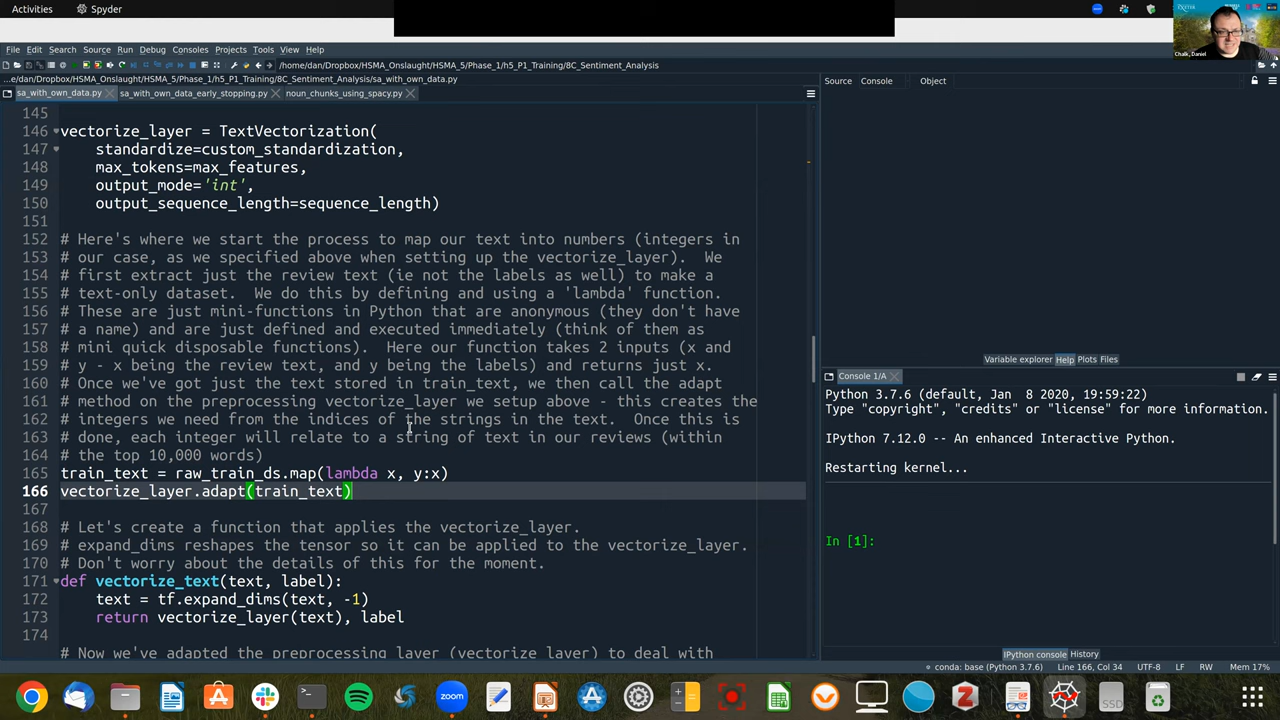 Activities
Spyder
File Edit Search Source Run Debug Consoles Projects Tools View Help
/home/dan/Dropbox/HSMA_Onslaught/HSMA_5/Phase_1/h5_P1_Training/8C_Sentiment_Analysis
...e/dan/Dropbox/HSMA_Onslaught/HSMA_5/Phase_1/h5_P1_Training/8C_Sentiment_Analysis/sa_with_own_data.py
sa_with_own_data.py sa_with_own_data_early_stopping.py noun_chunks_using_spacy.py
145
146 vectorize_layer = TextVectorization(
147 standardize=custom_standardization,
148 max_tokens=max_features,
149 output_mode='int',
150 output_sequence_length=sequence_length)
151
152 # Here's where we start the process to map our text into numbers (integers in
153 # our case, as we specified above when setting up the vectorize_layer). We
154 # first extract just the review text (ie not the labels as well) to make a
155 # text-only dataset. We do this by defining and using a 'lambda' function.
156 # These are just mini-functions in Python that are anonymous (they don't have
157 # a name) and are just defined and executed immediately (think of them as
158 # mini quick disposable functions). Here our function takes 2 inputs (x and
159 # y - x being the review text, and y being the labels) and returns just x.
160 # Once we've got just the text stored in train_text, we then call the adapt
161 # method on the preprocessing vectorize_layer we setup above - this creates the
162 # integers we need from the indices of the strings in the text. Once this is
163 # done, each integer will relate to a string of text in our reviews (within
164 # the top 10,000 words)
165 train_text = raw_train_ds.map(lambda x, y:x)
166 vectorize_layer.adapt(train_text)
167
168 # Let's create a function that applies the vectorize_layer.
169 # expand_dims reshapes the tensor so it can be applied to the vectorize_layer.
170 # Don't worry about the details of this for the moment.
171 def vectorize_text(text, label):
172 text = tf.expand_dims(text, -1)
173 return vectorize_layer(text), label
174
# Now we've adapted the preprocessing layer (vectorize layer) to deal with
Chalk, Daniel
Source Console Object
Variable explorer Help Plots Files
Console 1/A
Python 3.7.6 (default, Jan 8 2020, 19:59:22)
Type "copyright", "credits" or "license" for more information.
IPython 7.12.0 -- An enhanced Interactive Python.
Restarting kernel...
In [1]:
IPython console History
conda: base (Python 3.7.6) Line 166, Col 34 UTF-8 LF RW Mem 17%
zoom
SSD